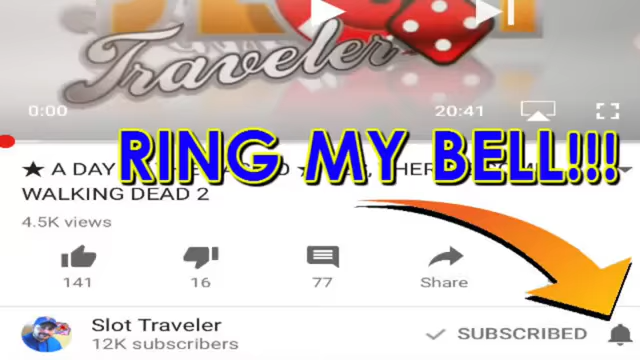 Traveler
0:00
20:41
RING MY BELL!!!
★ A DAY
WALKING DEAD 2
4.5K views
141
16
77
Share
Slot Traveler
12K subscribers
SUBSCRIBED